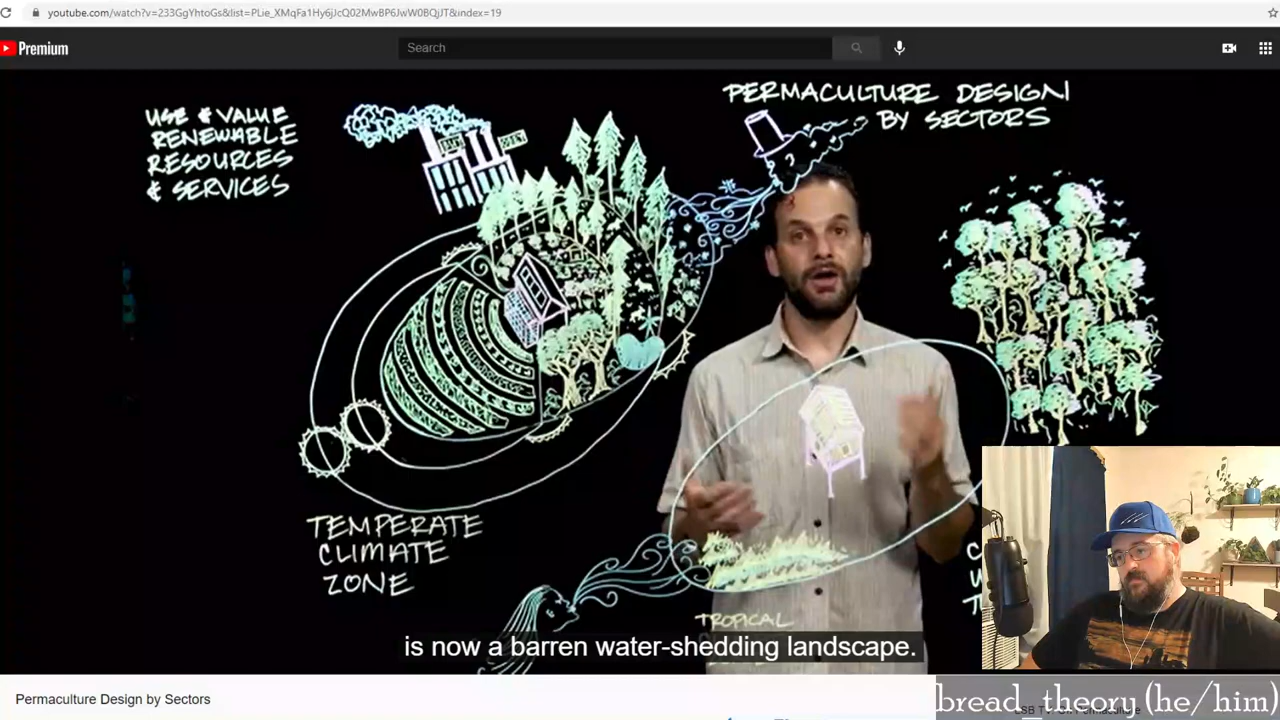 youtube.com/watch?v=233GgYhtoGs&list=PLie_XMqFa1Hy6jJcQ02MwBP6JwW0BQjJT&index=19
Premium
Search
USE & VALUE
RENEWABLE
RESOURCES
& SERVICES
PERMACULTURE DESIGN
BY SECTORS
TEMPERATE
CLIMATE
ZONE
TROPICAL
is now a barren water-shedding landscape.
Permaculture Design by Sectors
bread_theory (he/him)